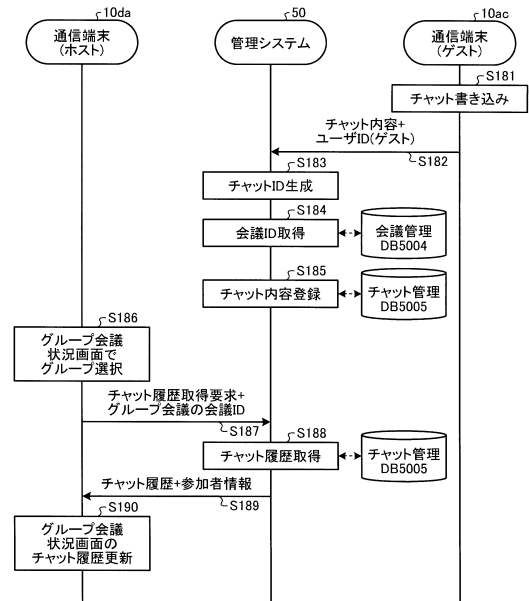 10da
通信端末
(ホスト)
50
管理システム
10ac
通信端末
(ゲスト)
S181
チャット書き込み
チャット内容+
ユーザID(ゲスト)
S182
S183
チャットID生成
S184
会議ID取得
会議管理
DB5004
S185
チャット内容登録
チャット管理
DB5005
S186
グループ会議
状況画面で
グループ選択
チャット履歴取得要求+
グループ会議の会議ID
S187
S188
チャット履歴取得
チャット管理
DB5005
チャット履歴+参加者情報
S189
S190
グループ会議
状況画面の
チャット履歴更新